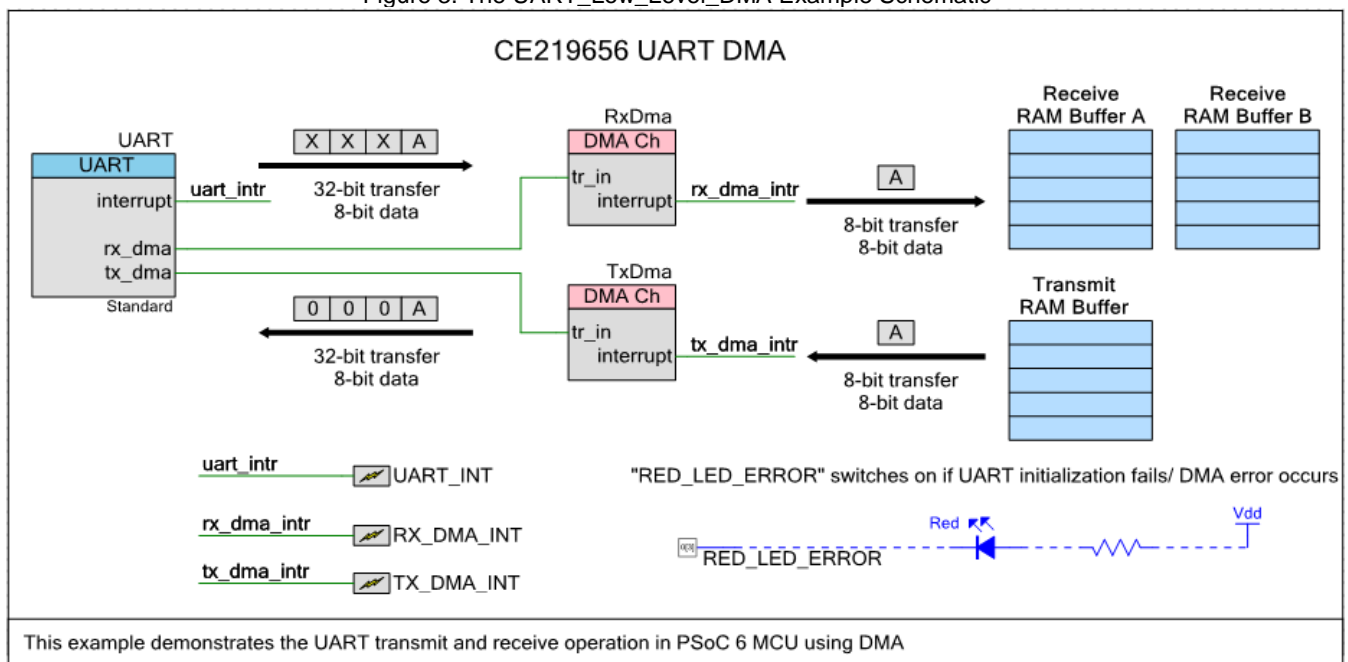 CE219656 UART DMA
UART
UART
interrupt
rx_dma
tx_dma
Standard
uart_intr
X X X A
32-bit transfer
8-bit data
0 0 0 A
32-bit transfer
8-bit data
RxDma
DMA Ch
tr_in
interrupt
rx_dma_intr
A
8-bit transfer
8-bit data
Receive
RAM Buffer A
Receive
RAM Buffer B
TxDma
DMA Ch
tr_in
interrupt
tx_dma_intr
A
8-bit transfer
8-bit data
Transmit
RAM Buffer
uart_intr
UART_INT
rx_dma_intr
RX_DMA_INT
tx_dma_intr
TX_DMA_INT
"RED_LED_ERROR" switches on if UART initialization fails/ DMA error occurs
Red
Vdd
RED_LED_ERROR
This example demonstrates the UART transmit and receive operation in PSoC 6 MCU using DMA